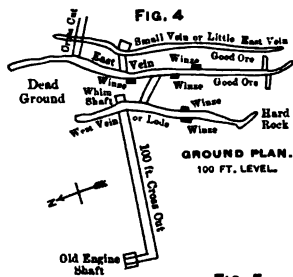 FIG. 4
Cross Cut
Small Vein or Little East Vein
East Vein
Winze
Good Ore
Winze
Winze
Good Ore
Dead
Ground
Whim
Shaft
Winze
West Vein or Lode
Winze
Hard
Rock
GROUND PLAN.
100 FT. LEVEL.
100 ft. Cross Cut
N
Old Engine
Shaft